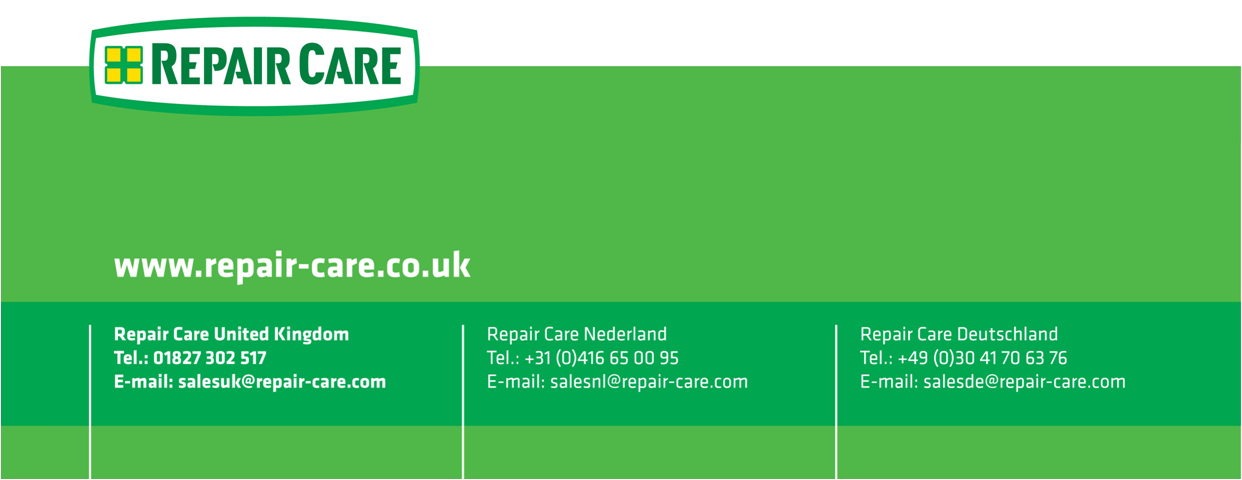 REPAIR CARE
www.repair-care.co.uk
Repair Care United Kingdom
Tel.: 01827 302 517
E-mail: salesuk@repair-care.com
Repair Care Nederland
Tel.: +31 (0)416 65 00 95
E-mail: salesnl@repair-care.com
Repair Care Deutschland
Tel.: +49 (0)30 41 70 63 76
E-mail: salesde@repair-care.com